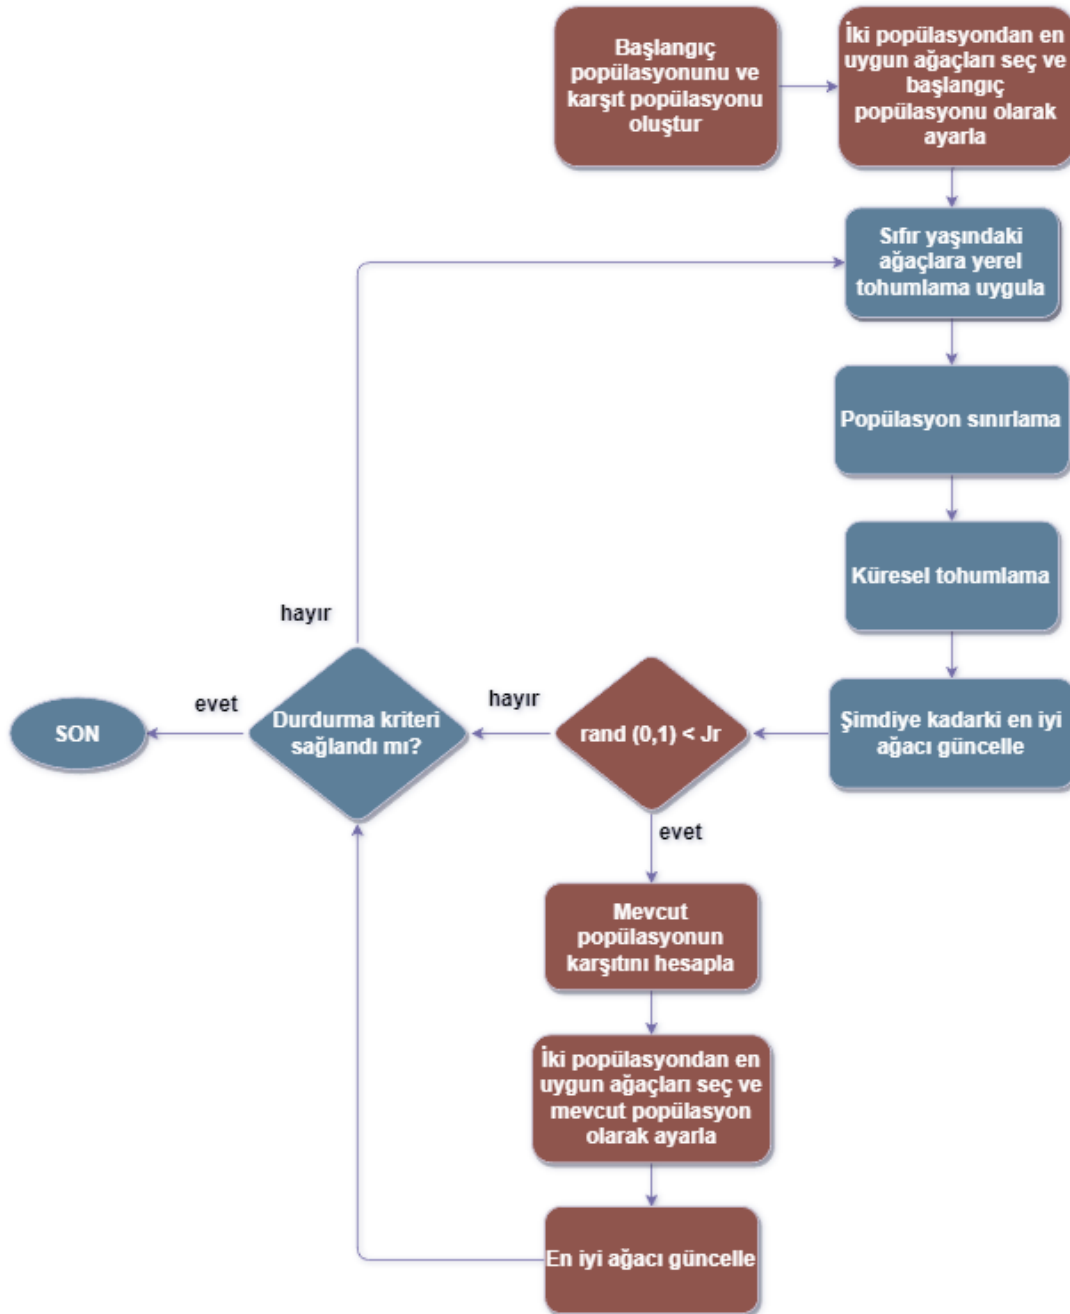 Başlangıç
popülasyonunu ve
karşıt popülasyonu
oluştur
İki popülasyondan en
uygun ağaçları seç ve
başlangıç
popülasyonu olarak
ayarla
Sıfır yaşındaki
ağaçlara yerel
tohumlama uygula
Popülasyon sınırlama
Küresel tohumlama
Şimdiye kadarki en iyi
ağacı güncelle
rand (0,1) < Jr
hayır
evet
Durdurma kriteri
sağlandı mı?
hayır
evet
SON
Mevcut
popülasyonun
karşıtını hesapla
İki popülasyondan en
uygun ağaçları seç ve
mevcut popülasyon
olarak ayarla
En iyi ağacı güncelle